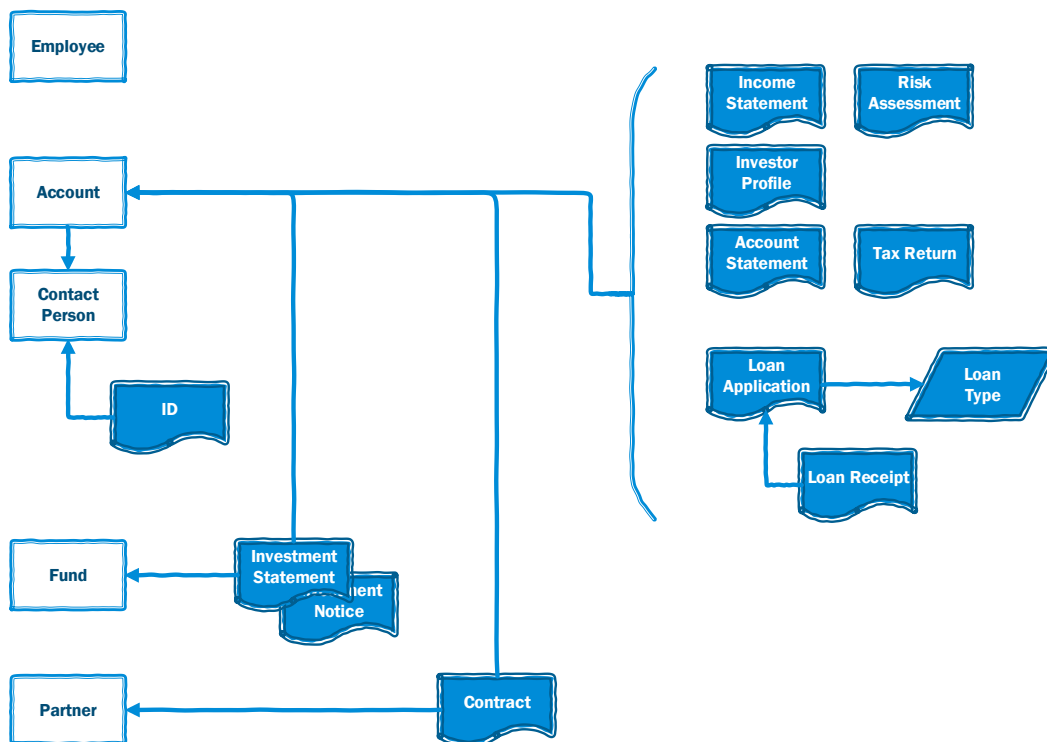 Employee
Income
Statement
Risk
Assessment
Account
Investor
Profile
Account
Statement
Tax Return
Contact
Person
Loan
Application
Loan
Type
ID
Loan Receipt
Investment
Statement
Fund
Notice
Partner
Contract